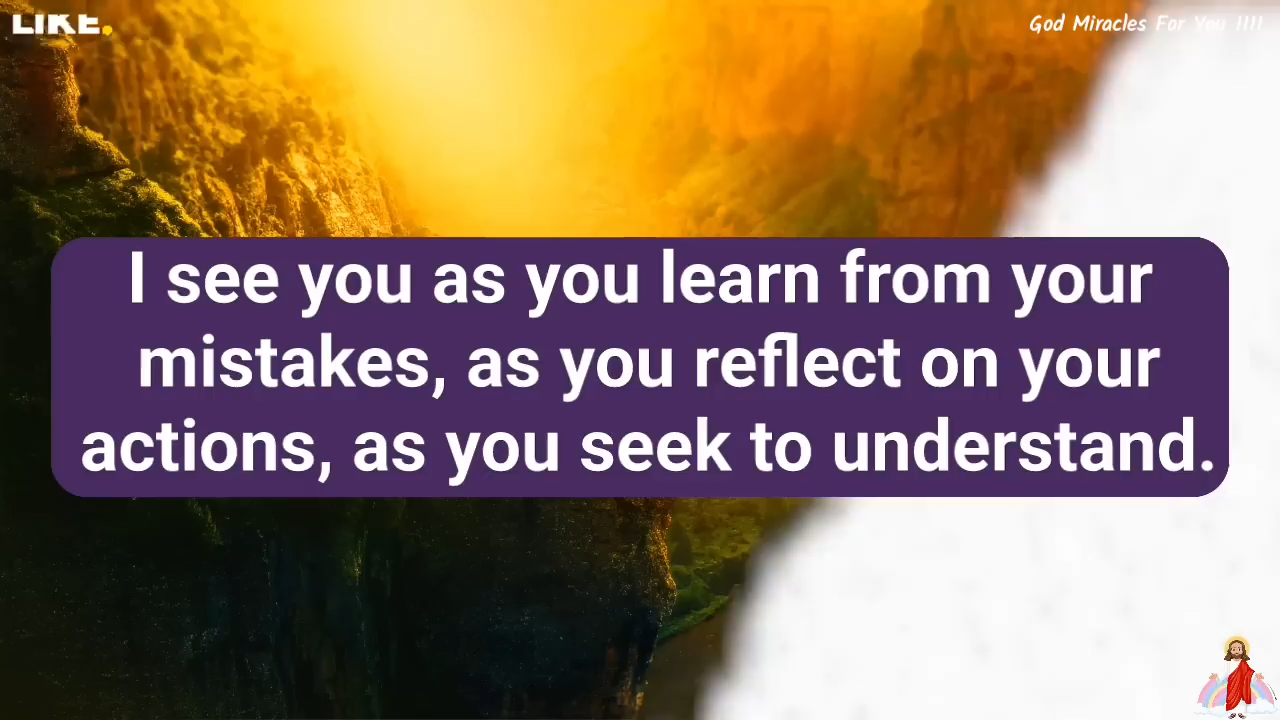 LIKE.
God Miracles For You 1111
I see you as you learn from your
mistakes, as you reflect on your
actions, as you seek to understand.